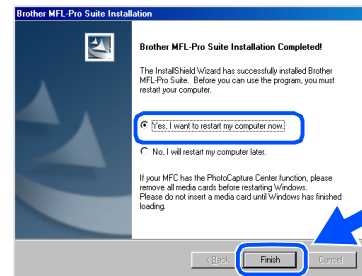 Brother MFL-Pro Suite Installation
Brother MFL-Pro Suite Installation Completed!
The InstallShield Wizard has successfully installed Brother
MFL-Pro Suite. Before you can use the program, you must
restart your computer.
Yes, I want to restart my computer now.
No, I will restart my computer later.
If your MFC has the PhotoCapture Center function, please
remove all media cards before restarting Windows.
Please do not insert a media card until Windows has finished
loading.
< Back Finish Cancel